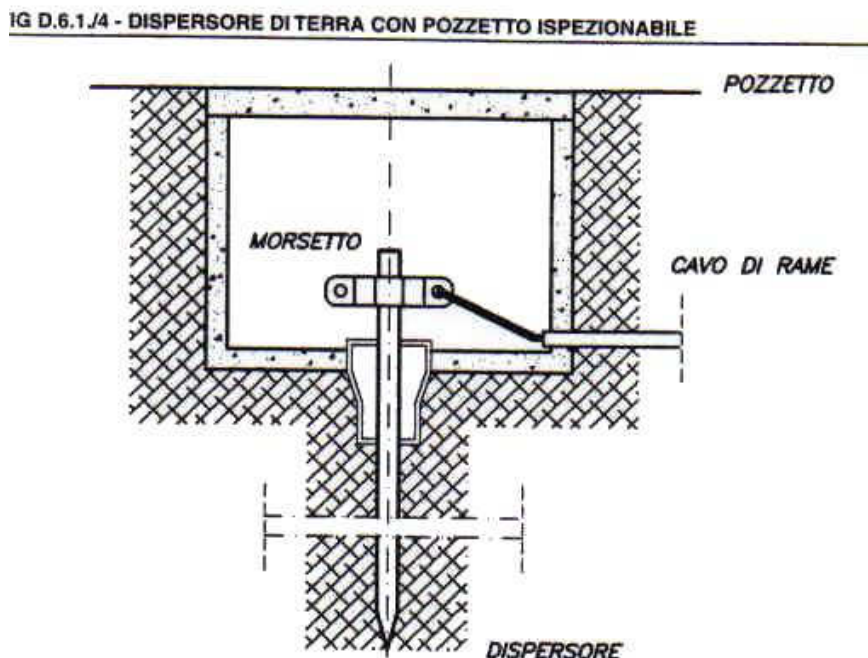 IG D.6.1./4 - DISPERSORE DI TERRA CON POZZETTO ISPEZIONABILE
POZZETTO
MORSETTO
CAVO DI RAME
DISPERSORE